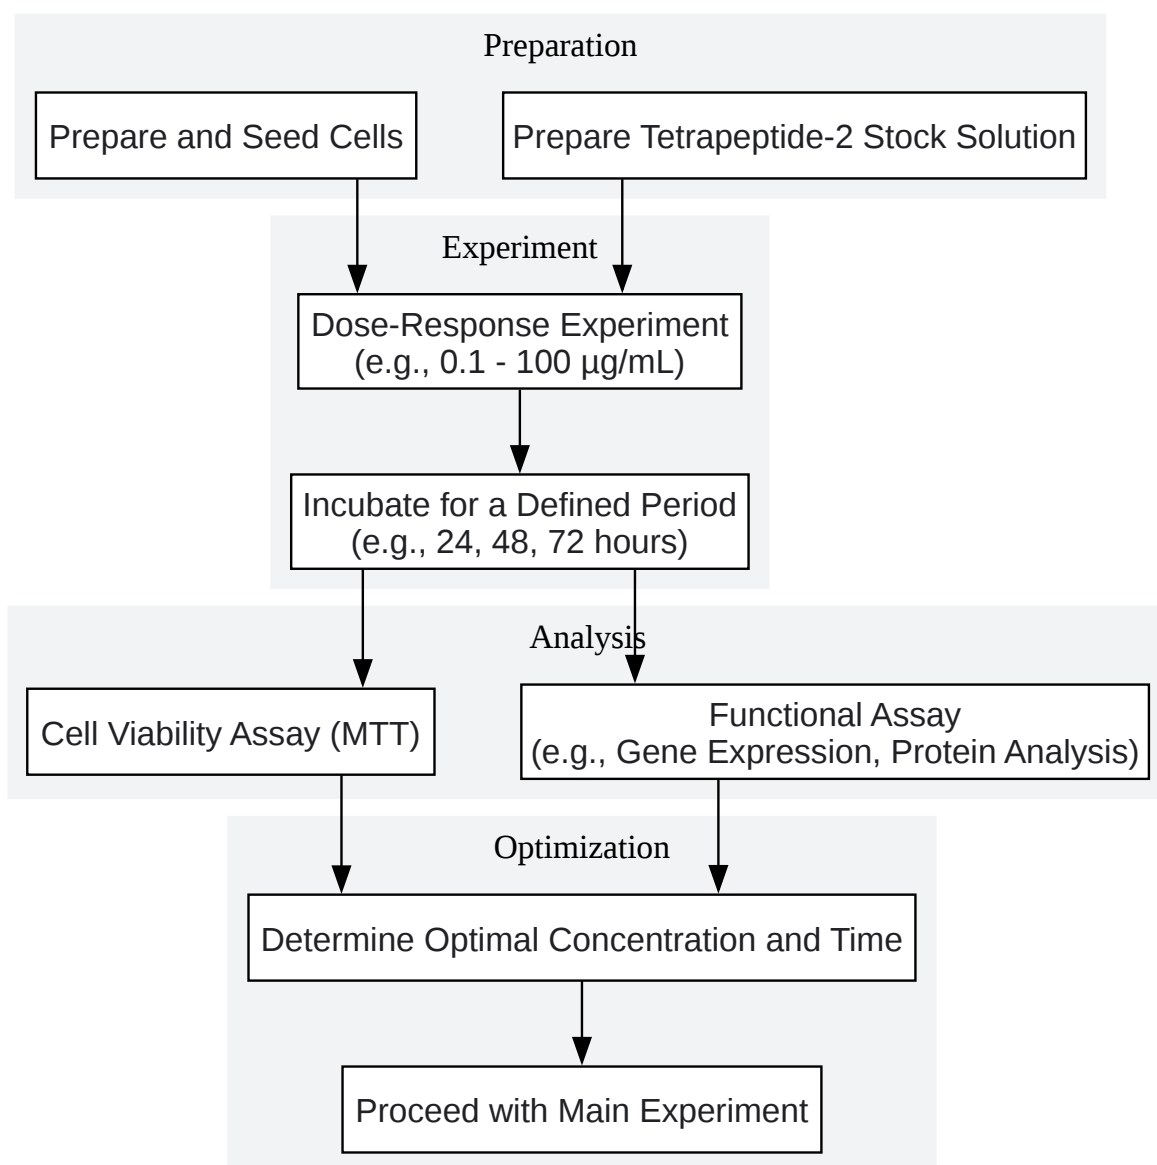 Preparation
Prepare and Seed Cells
Prepare Tetrapeptide-2 Stock Solution
Experiment
Dose-Response Experiment
(e.g., 0.1 - 100 µg/mL)
Incubate for a Defined Period
(e.g., 24, 48, 72 hours)
Analysis
Cell Viability Assay (MTT)
Functional Assay
(e.g., Gene Expression, Protein Analysis)
Optimization
Determine Optimal Concentration and Time
Proceed with Main Experiment